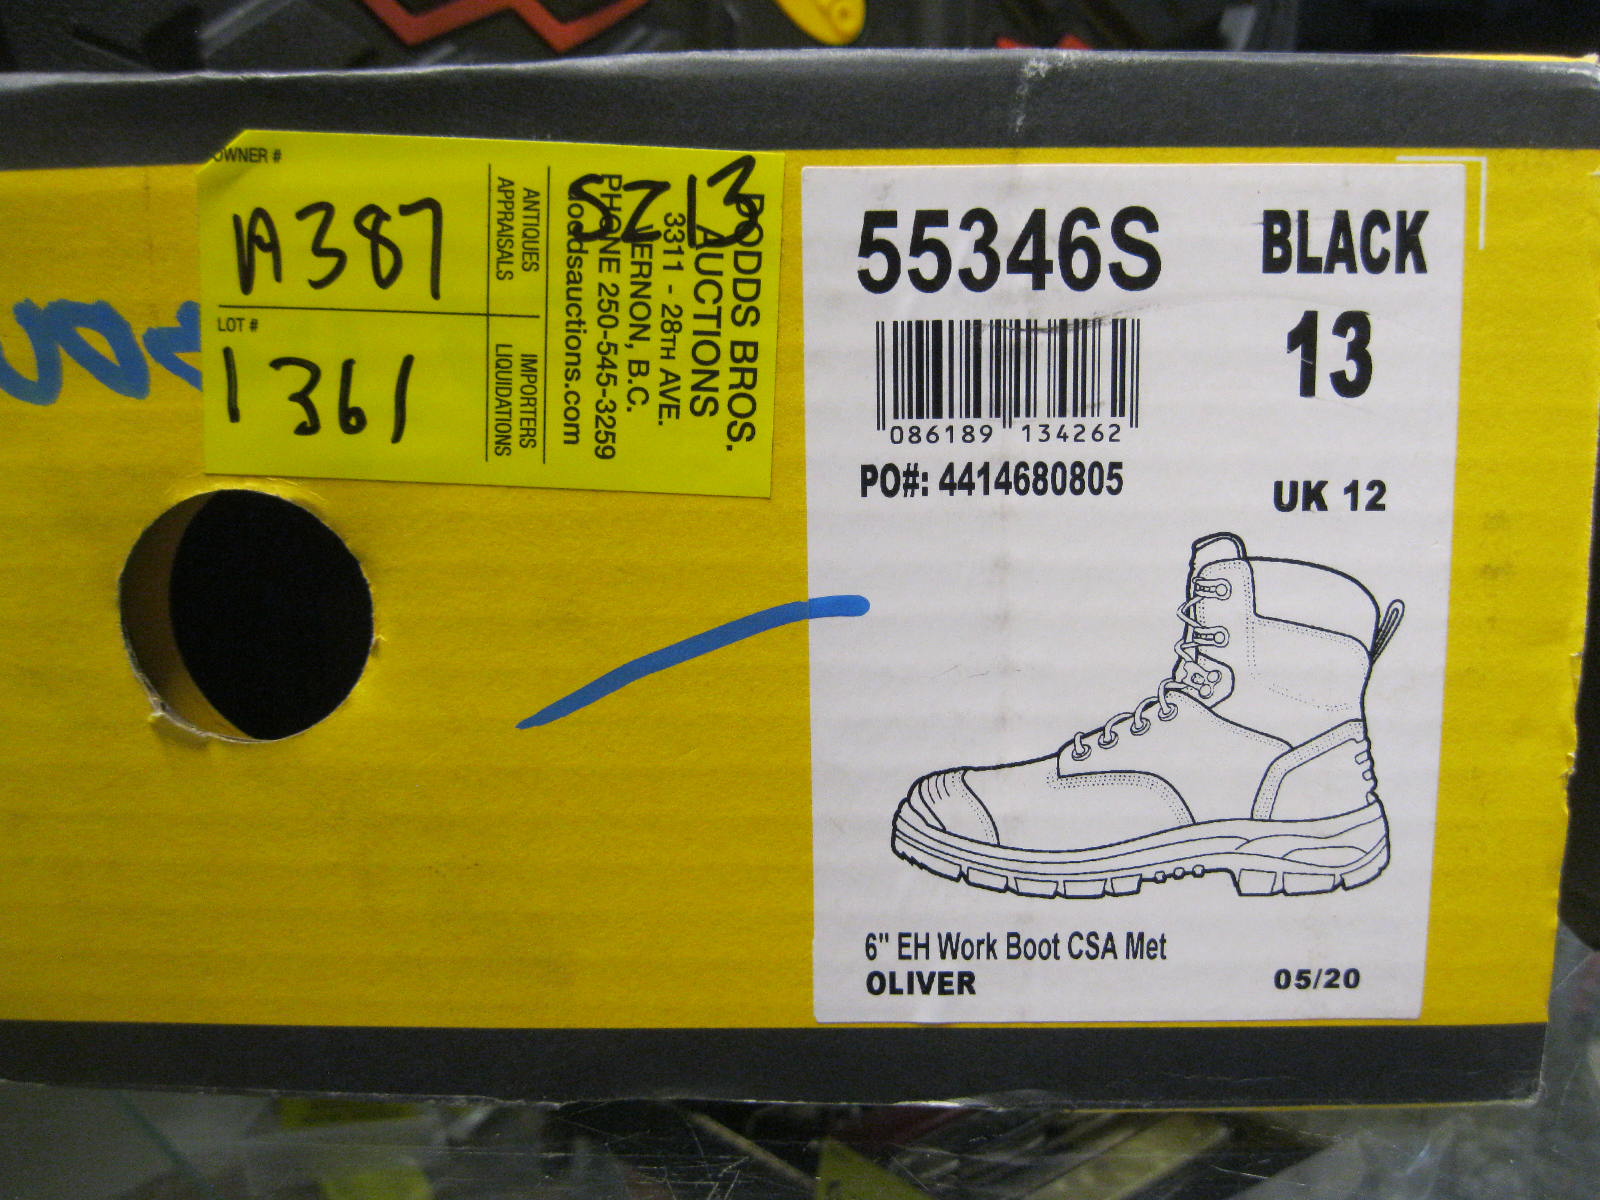 OWNER #
A387
LOT #
1361
ANTIQUES
APPRAISALS
IMPORTERS
LIQUIDATIONS
DODDS BROS.
AUCTIONS
3311 - 28TH AVE.
VERNON, B.C.
PHONE 250-545-3259
doddsauctions.com
13
55346S
BLACK
13
086189 134262
PO#: 4414680805
UK 12
6" EH Work Boot CSA Met
OLIVER
05/20